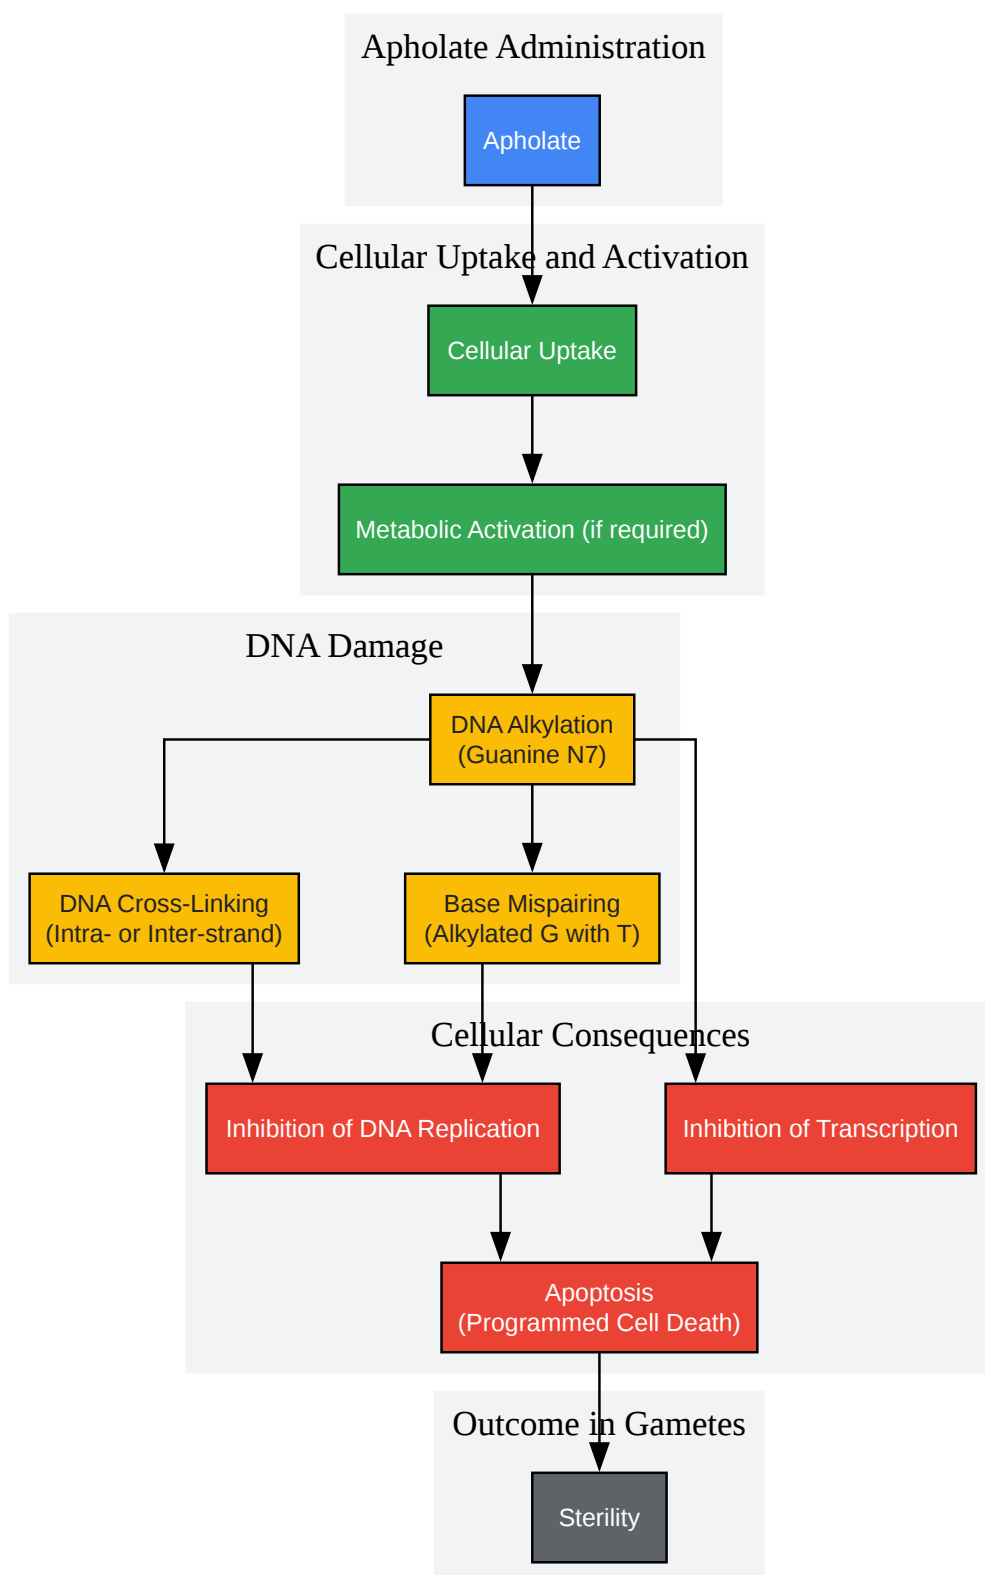 Apholate Administration
Apholate
Cellular Uptake and Activation
Cellular Uptake
Metabolic Activation (if required)
DNA Damage
DNA Alkylation
(Guanine N7)
DNA Cross-Linking
(Intra- or Inter-strand)
Base Mispairing
(Alkylated G with T)
Cellular Consequences
Inhibition of DNA Replication
Inhibition of Transcription
Apoptosis
(Programmed Cell Death)
Outcome in Gametes
Sterility